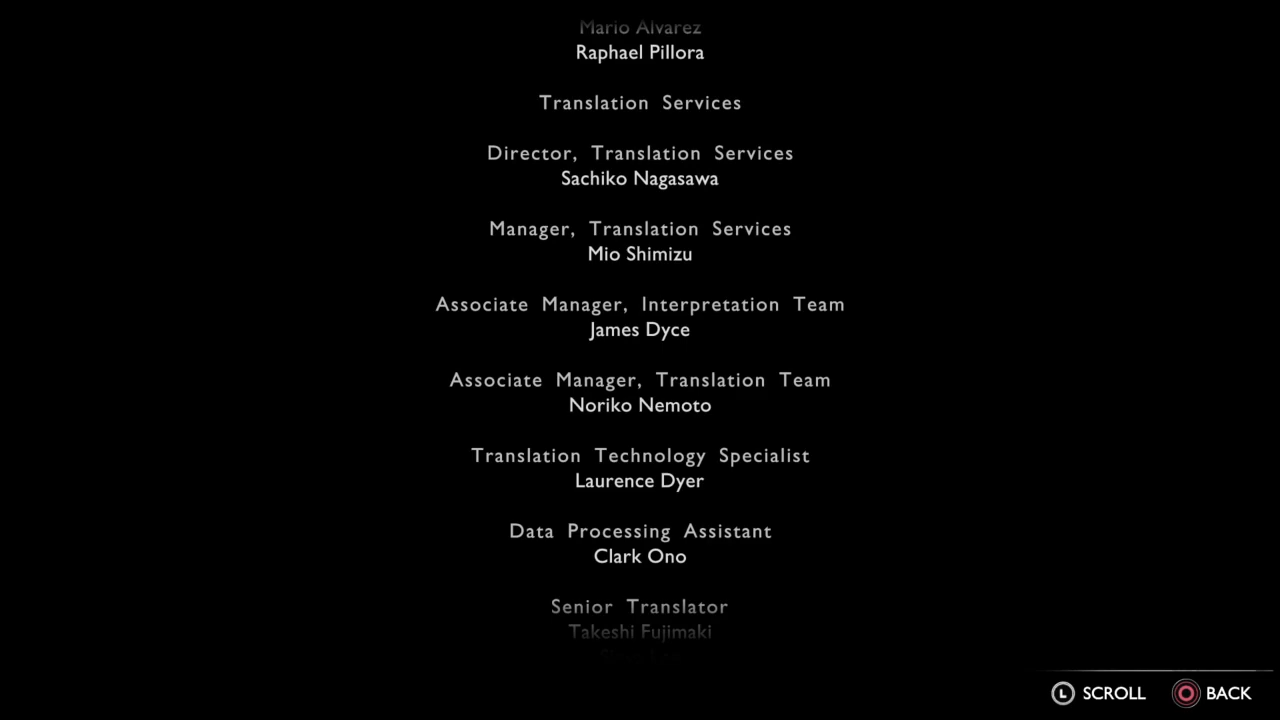 Mario Alvarez
Raphael Pillora
Translation Services
Director, Translation Services
Sachiko Nagasawa
Manager, Translation Services
Mio Shimizu
Associate Manager, Interpretation Team
James Dyce
Associate Manager, Translation Team
Noriko Nemoto
Translation Technology Specialist
Laurence Dyer
Data Processing Assistant
Clark Ono
Senior Translator
Takeshi Fujimaki
L SCROLL
BACK